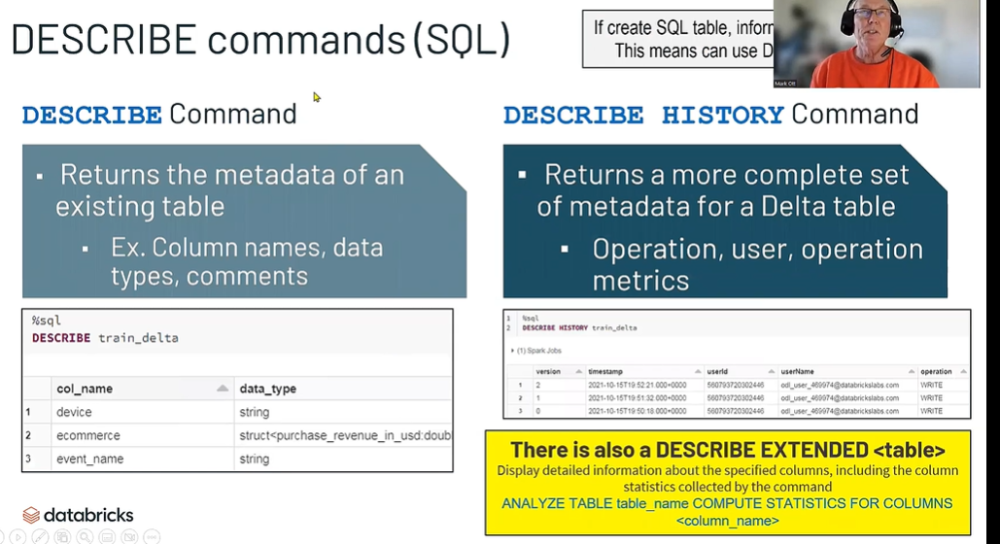 DESCRIBE commands (SQL)
If create SQL table, inforn
This means can use D
Mark Ott
DESCRIBE Command
▪ Returns the metadata of an
existing table
▪ Ex. Column names, data
types, comments
%sql
DESCRIBE train_delta
col_name data_type
1 device string
2 ecommerce struct<purchase_revenue_in_usd:doub
3 event_name string
databricks
DESCRIBE HISTORY Command
▪ Returns a more complete set
of metadata for a Delta table
▪ Operation, user, operation
metrics
1 %sql
2 DESCRIBE HISTORY train_delta
(1) Spark Jobs
version timestamp userId userName operation
1 2 2021-10-15T19:52:21.000+0000 560793720302446 odl_user_469974@databrickslabs.com WRITE
2 1 2021-10-15T19:51:32.000+0000 560793720302446 odl_user_469974@databrickslabs.com WRITE
3 0 2021-10-15T19:50:18.000+0000 560793720302446 odl_user_469974@databrickslabs.com WRITE
There is also a DESCRIBE EXTENDED <table>
Display detailed information about the specified columns, including the column
statistics collected by the command
ANALYZE TABLE table_name COMPUTE STATISTICS FOR COLUMNS
<column_name>